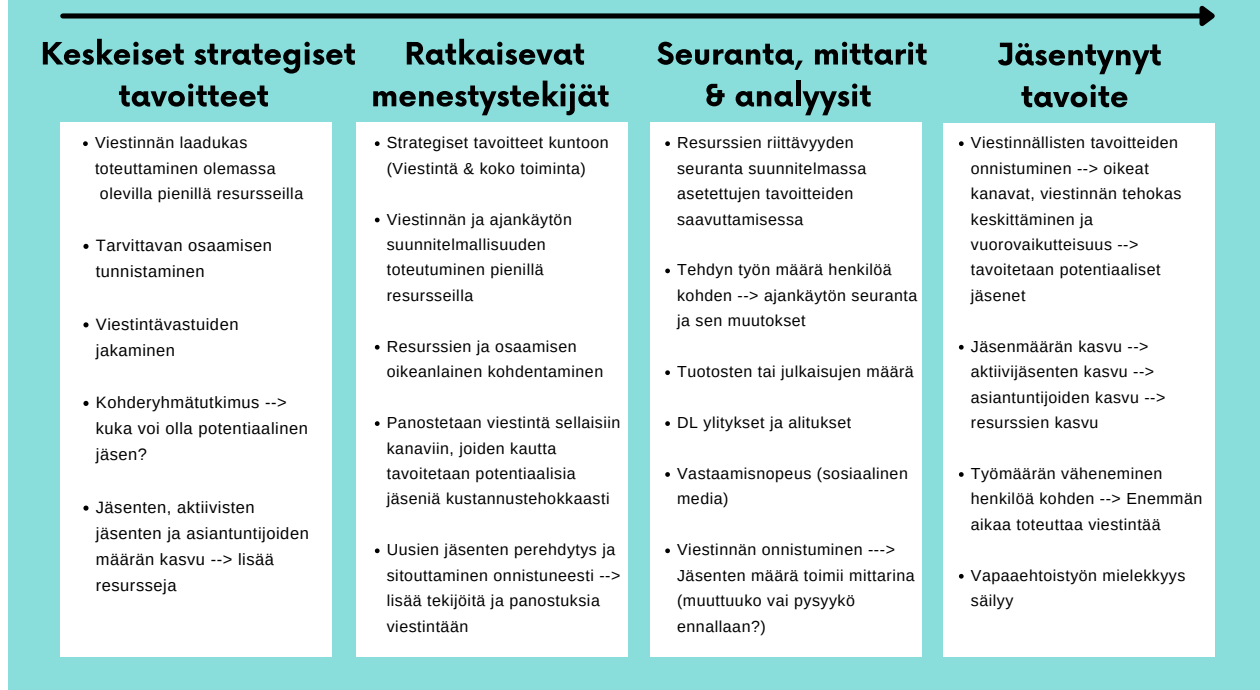 Keskeiset strategiset
tavoitteet
• Viestinnän laadukas
toteuttaminen olemassa
olevilla pienillä resursseilla
• Tarvittavan osaamisen
tunnistaminen
• Viestintävastuiden
jakaminen
• Kohderyhmätutkimus -->
kuka voi olla potentiaalinen
jäsen?
• Jäsenten, aktiivisten
jäsenten ja asiantuntijoiden
määrän kasvu --> lisää
resursseja
Ratkaisevat
menestystekijät
• Strategiset tavoitteet kuntoon
(Viestintä & koko toiminta)
• Viestinnän ja ajankäytön
suunnitelmallisuuden
toteutuminen pienillä
resursseilla
• Resurssien ja osaamisen
oikeanlainen kohdentaminen
• Panostetaan viestintä sellaisiin
kanaviin, joiden kautta
tavoitetaan potentiaalisia
jäseniä kustannustehokkaasti
• Uusien jäsenten perehdytys ja
sitouttaminen onnistuneesti -->
lisää tekijöitä ja panostuksia
viestintään
Seuranta, mittarit
& analyysit
• Resurssien riittävyyden
seuranta suunnitelmassa
asetettujen tavoitteiden
saavuttamisessa
• Tehdyn työn määrä henkilöä
kohden --> ajankäytön seuranta
ja sen muutokset
• Tuotosten tai julkaisujen määrä
• DL ylitykset ja alitukset
• Vastaamisnopeus (sosiaalinen
media)
• Viestinnän onnistuminen --->
Jäsenten määrä toimii mittarina
(muuttuuko vai pysyykö
ennallaan?)
Jäsentynyt
tavoite
• Viestinnällisten tavoitteiden
onnistuminen --> oikeat
kanavat, viestinnän tehokas
keskittäminen ja
vuorovaikutteisuus -->
tavoitetaan potentiaaliset
jäsenet
• Jäsenmäärän kasvu -->
aktiivijäsenten kasvu -->
asiantuntijoiden kasvu -->
resurssien kasvu
• Työmäärän väheneminen
henkilöä kohden --> Enemmän
aikaa toteuttaa viestintää
• Vapaaehtoistyön mielekkyys
säilyy